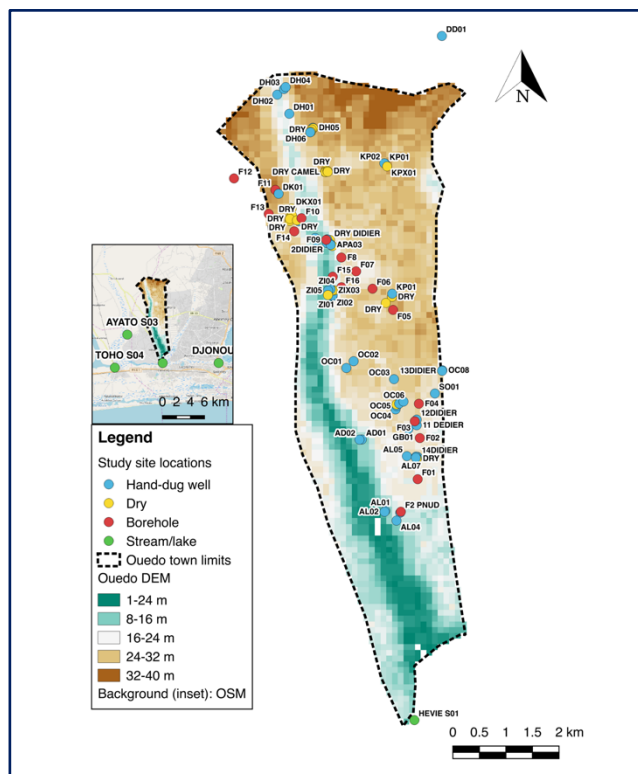 DD01
N
DH03
DH04
DH02
DH01
DRY
DH05
DH06
KP02
KP01
DRY
DRY CAMEL
DRY
KPX01
F12
F11
DK01
DKX01
F13
DRY
F10
DRY
DRY
F14
DRY DIDIER
F09
APA03
2DIDIER
F8
F15
F07
ZI04
F16
F06
KP01
ZI05
ZIX03
DRY
ZI01
ZI02
DRY
F05
OC02
OC01
OC03
13DIDIER
OC08
SO01
OC06
F04
OC05
OC04
12DIDIER
F03
11 DEDIER
GB01
F02
AD02
AD01
AL05
14DIDIER
DRY
AL07
F01
AL01
F2 PNUD
AL02
AL04
HEVIE S01
AYATO S03
TOHO S04
DJONOU
0 2 4 6 km
Legend
Study site locations
Hand-dug well
Dry
Borehole
Stream/lake
Ouedo town limits
Ouedo DEM
1-24 m
8-16 m
16-24 m
24-32 m
32-40 m
Background (inset): OSM
0 0.5 1 1.5 2 km